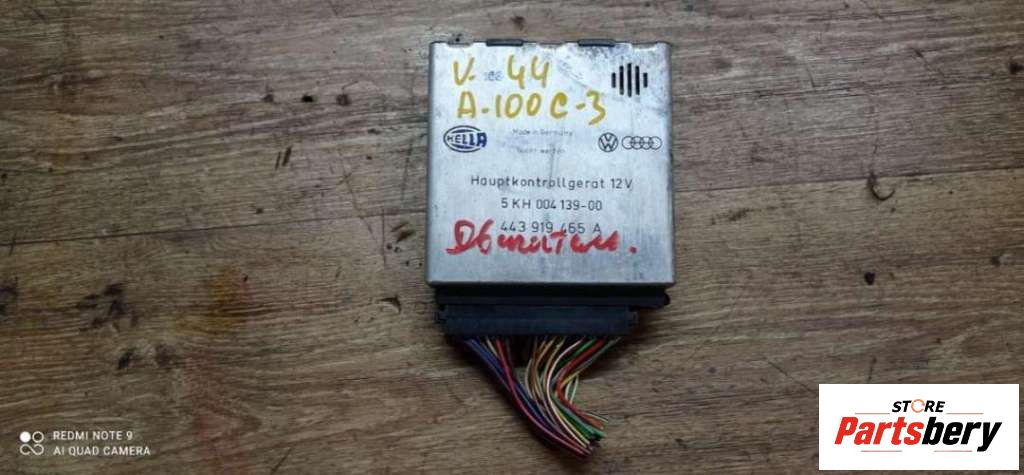 V- 44
A-100 C-3
HELLA
Made in Germany
Hauptkontrollgerat 12V
5 KH 004 139-00
443 919 465 A
REDMI NOTE 9
AI QUAD CAMERA
STORE
Partsbery